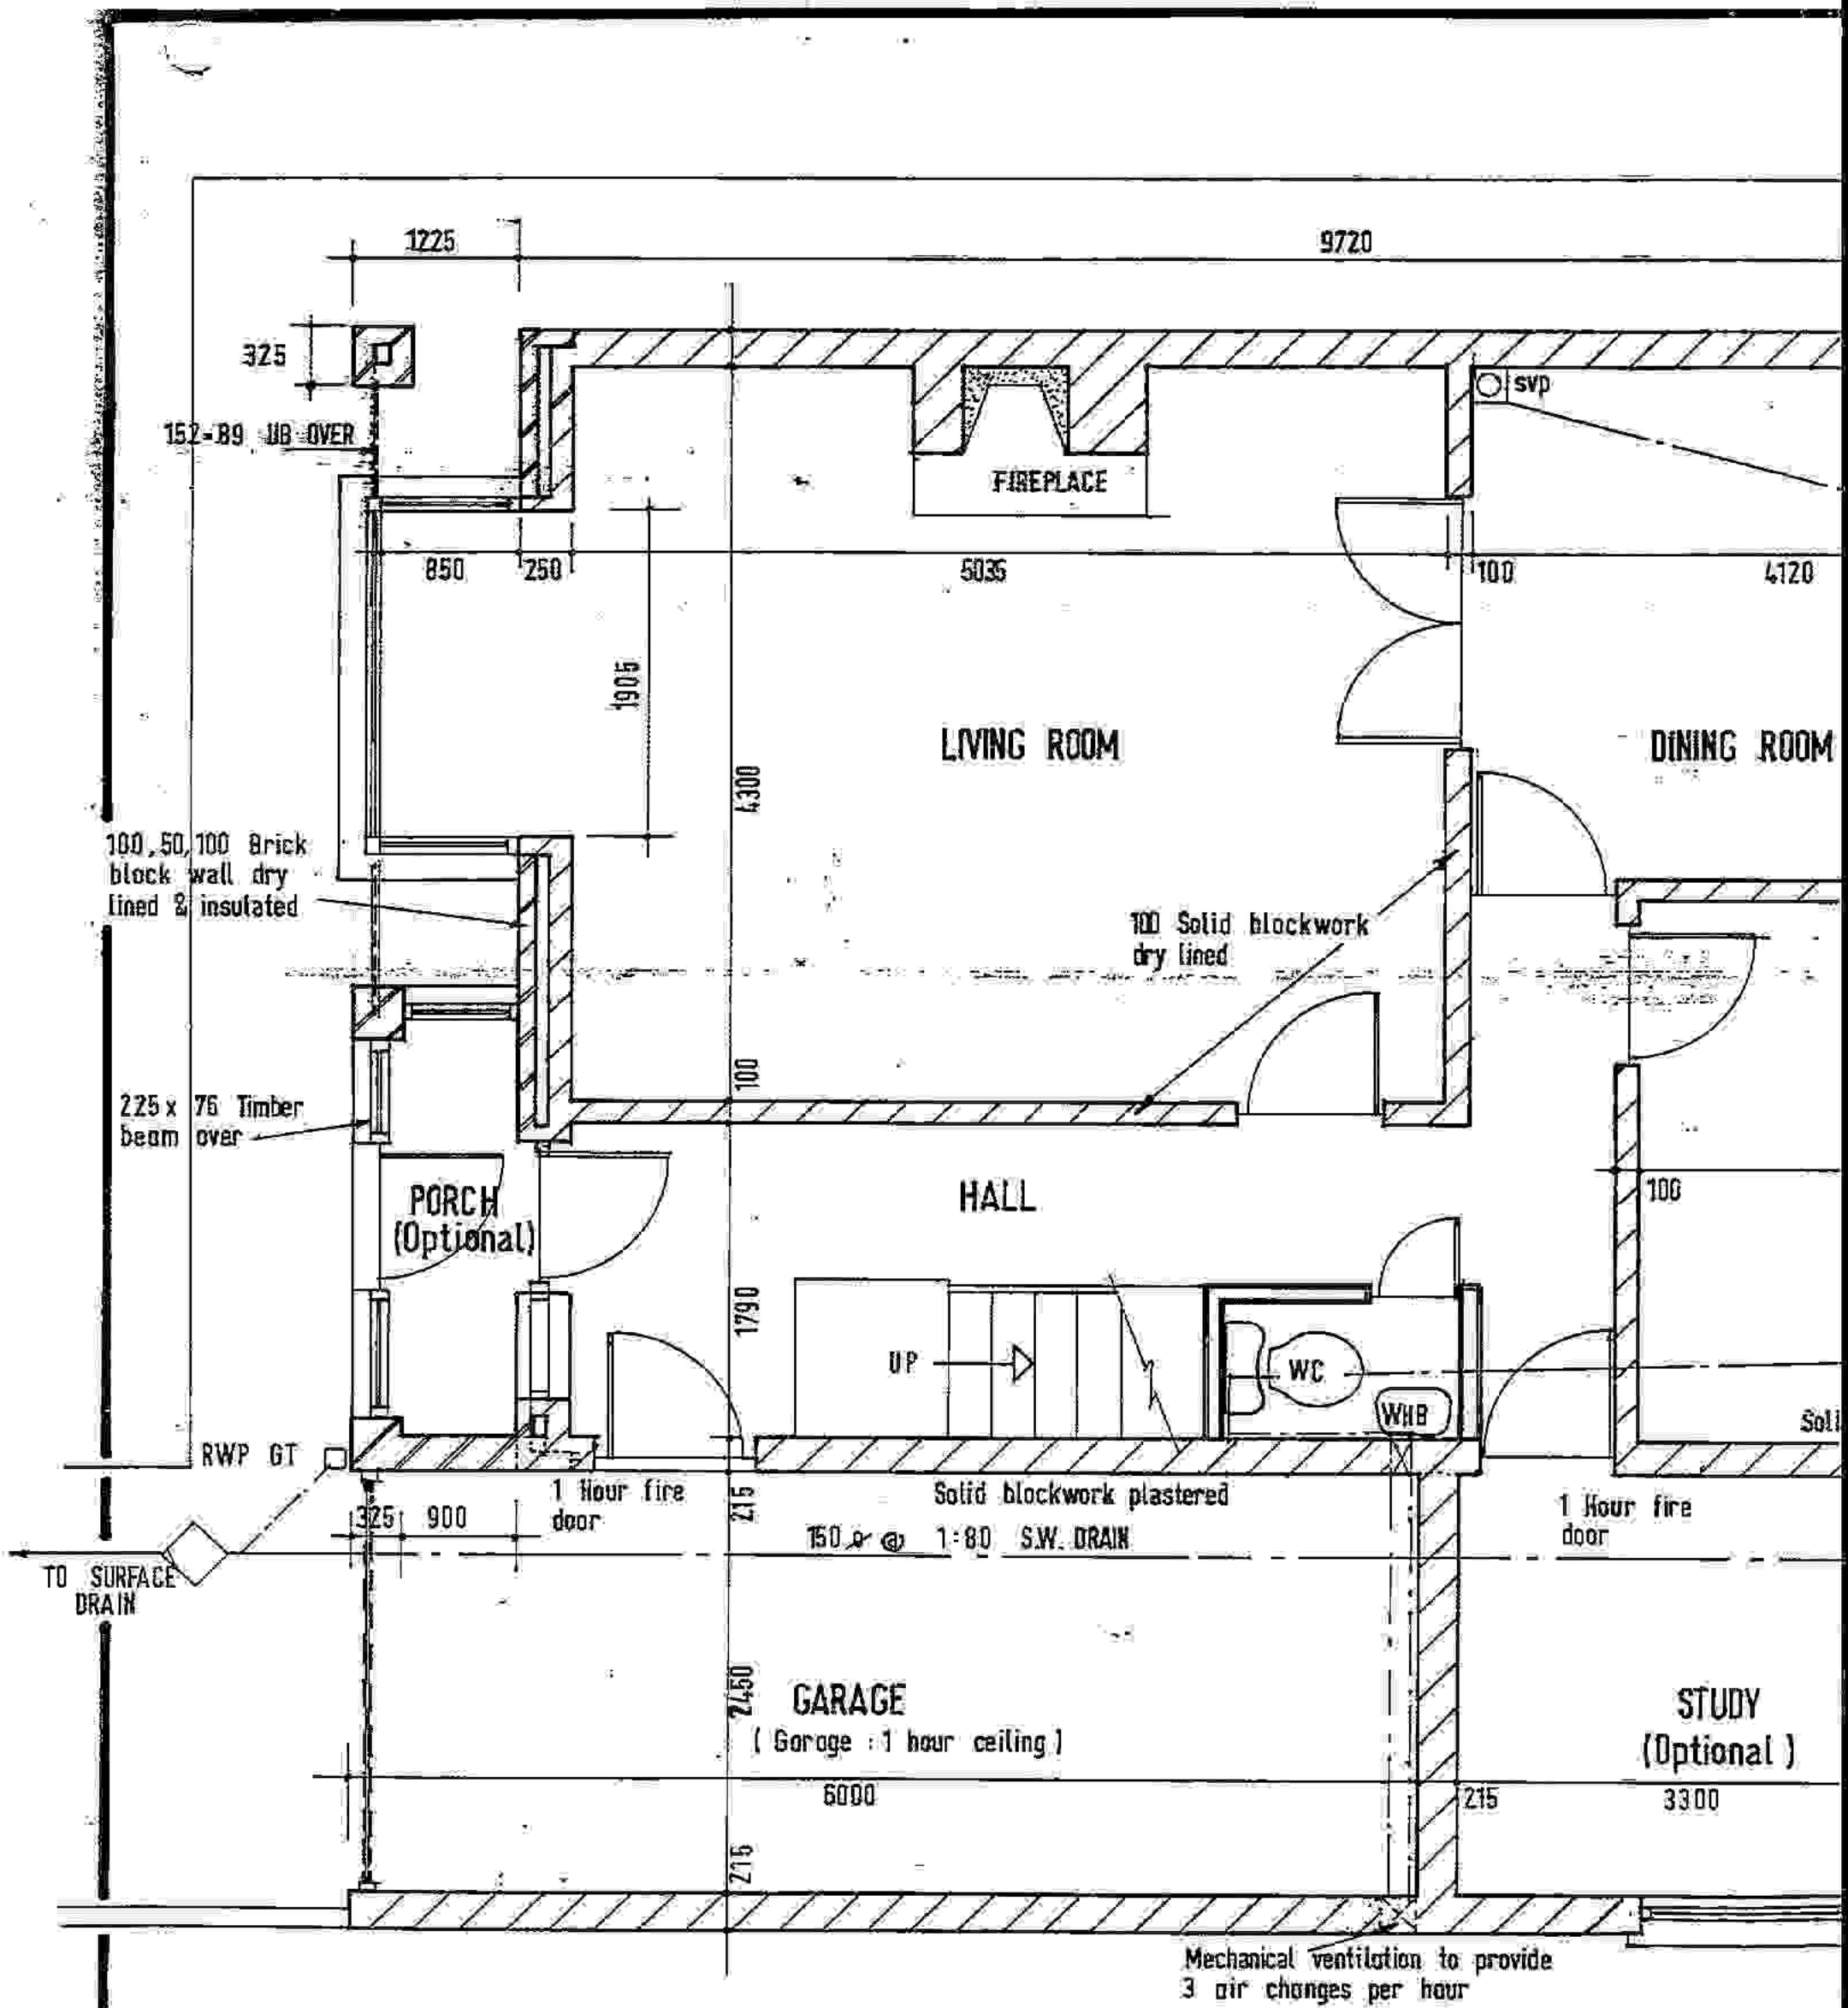 1225
9720
325
svp
152×89 UB OVER
FIREPLACE
850
250
5035
100
4120
1905
LIVING ROOM
DINING ROOM
4300
100,50,100 Brick
block wall dry
lined & insulated
100 Solid blockwork
dry lined
100
225 x 76 Timber
beam over
PORCH
(Optional)
HALL
100
1790
UP
WC
WHB
RWP GT
1 Hour fire
door
215
Solid blockwork plastered
1 Hour fire
door
325
900
150 ø @ 1:80 S.W. DRAIN
TO SURFACE
DRAIN
2450
GARAGE
( Garage : 1 hour ceiling )
STUDY
(Optional )
6000
215
3300
215
Mechanical ventilation to provide
3 air changes per hour